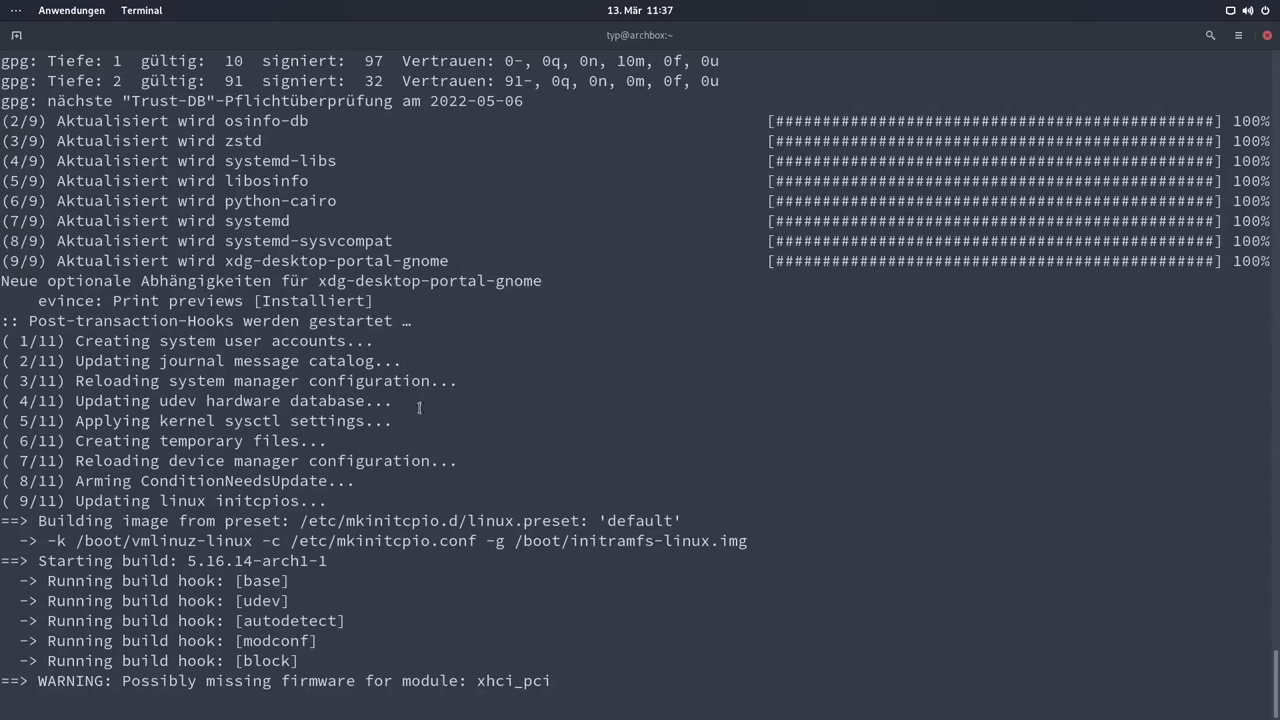 ··· Anwendungen Terminal 13. Mär 11:37
typ@archbox:~
gpg: Tiefe: 1  gültig:  10  signiert:  97  Vertrauen: 0-, 0q, 0n, 10m, 0f, 0u
gpg: Tiefe: 2  gültig:  91  signiert:  32  Vertrauen: 91-, 0q, 0n, 0m, 0f, 0u
gpg: nächste "Trust-DB"-Pflichtüberprüfung am 2022-05-06
(2/9) Aktualisiert wird osinfo-db [###############################################] 100%
(3/9) Aktualisiert wird zstd [###############################################] 100%
(4/9) Aktualisiert wird systemd-libs [###############################################] 100%
(5/9) Aktualisiert wird libosinfo [###############################################] 100%
(6/9) Aktualisiert wird python-cairo [###############################################] 100%
(7/9) Aktualisiert wird systemd [###############################################] 100%
(8/9) Aktualisiert wird systemd-sysvcompat [###############################################] 100%
(9/9) Aktualisiert wird xdg-desktop-portal-gnome [###############################################] 100%
Neue optionale Abhängigkeiten für xdg-desktop-portal-gnome
    evince: Print previews [Installiert]
:: Post-transaction-Hooks werden gestartet …
( 1/11) Creating system user accounts...
( 2/11) Updating journal message catalog...
( 3/11) Reloading system manager configuration...
( 4/11) Updating udev hardware database...
( 5/11) Applying kernel sysctl settings...
( 6/11) Creating temporary files...
( 7/11) Reloading device manager configuration...
( 8/11) Arming ConditionNeedsUpdate...
( 9/11) Updating linux initcpios...
==> Building image from preset: /etc/mkinitcpio.d/linux.preset: 'default'
  -> -k /boot/vmlinuz-linux -c /etc/mkinitcpio.conf -g /boot/initramfs-linux.img
==> Starting build: 5.16.14-arch1-1
  -> Running build hook: [base]
  -> Running build hook: [udev]
  -> Running build hook: [autodetect]
  -> Running build hook: [modconf]
  -> Running build hook: [block]
==> WARNING: Possibly missing firmware for module: xhci_pci